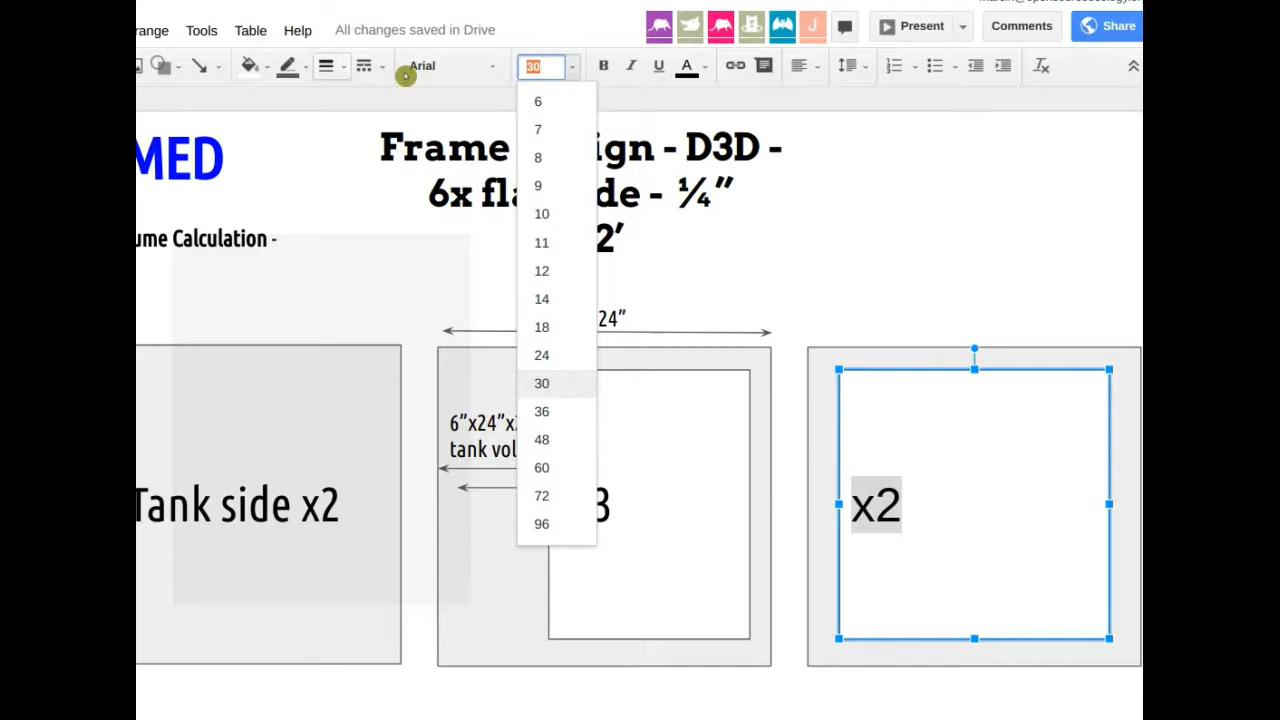 range Tools Table Help All changes saved in Drive J Present Comments Share
Arial 30 B I U A
6
7
8
9
10
11
12
14
18
24
30
36
48
60
72
96
MED
Frame ign - D3D -
6x fla de - ¼”
2’
ume Calculation -
24”
6”x24”x
tank vol
Tank side x2
3
x2